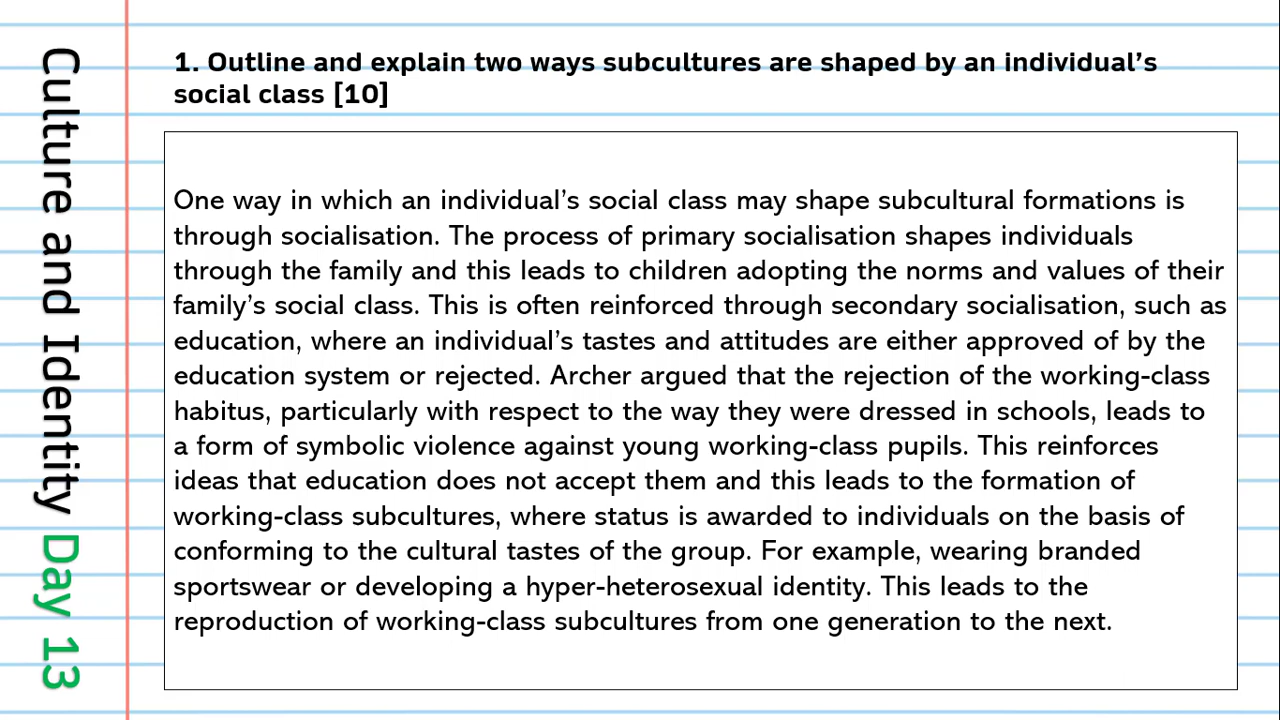 Culture and Identity Day 13
1. Outline and explain two ways subcultures are shaped by an individual’s
social class [10]
One way in which an individual’s social class may shape subcultural formations is
through socialisation. The process of primary socialisation shapes individuals
through the family and this leads to children adopting the norms and values of their
family’s social class. This is often reinforced through secondary socialisation, such as
education, where an individual’s tastes and attitudes are either approved of by the
education system or rejected. Archer argued that the rejection of the working-class
habitus, particularly with respect to the way they were dressed in schools, leads to
a form of symbolic violence against young working-class pupils. This reinforces
ideas that education does not accept them and this leads to the formation of
working-class subcultures, where status is awarded to individuals on the basis of
conforming to the cultural tastes of the group. For example, wearing branded
sportswear or developing a hyper-heterosexual identity. This leads to the
reproduction of working-class subcultures from one generation to the next.